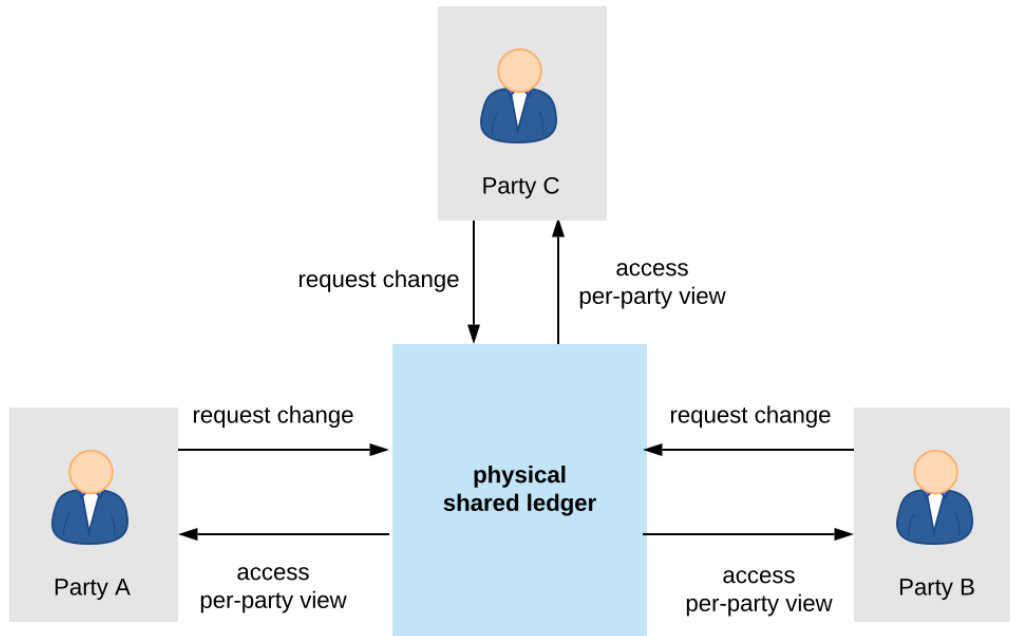 Party C
request change
access
per-party view
request change
request change
physical
shared ledger
access
per-party view
access
per-party view
Party A
Party B